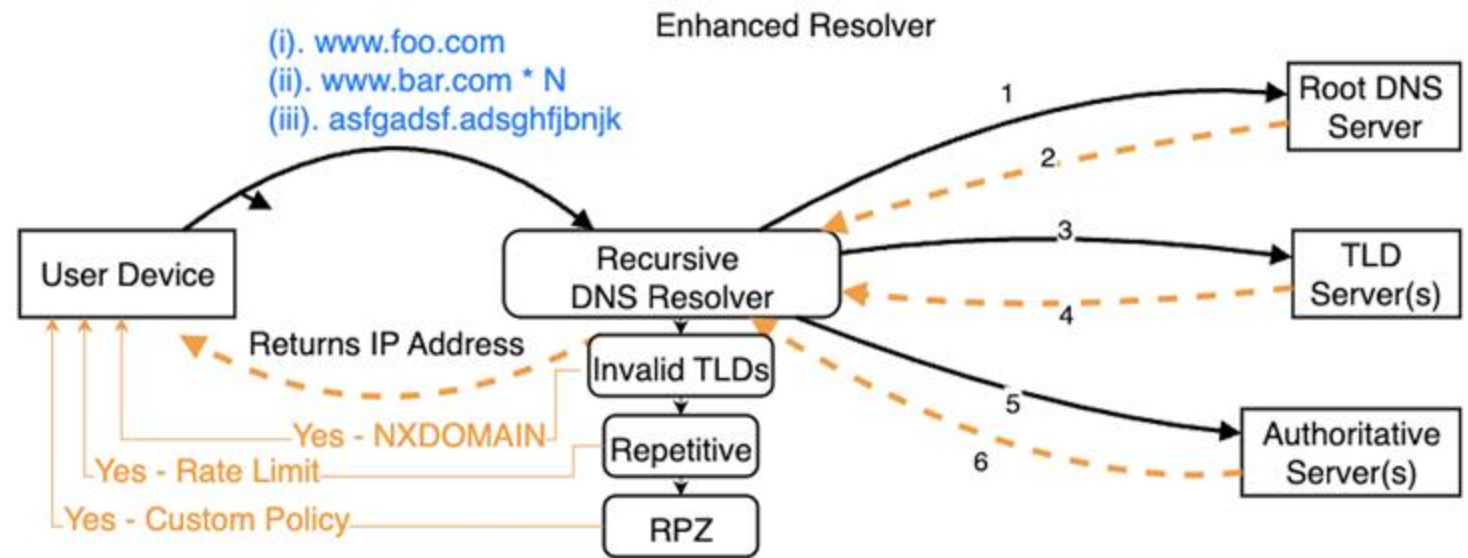 Enhanced Resolver
(i). www.foo.com
(ii). www.bar.com * N
(iii). asfgadsf.adsghfjbnjk
1
Root DNS
Server
2
User Device
Recursive
DNS Resolver
3
TLD
Server(s)
4
Returns IP Address
Invalid TLDs
5
Yes - NXDOMAIN
Repetitive
6
Authoritative
Server(s)
Yes - Rate Limit
Yes - Custom Policy
RPZ